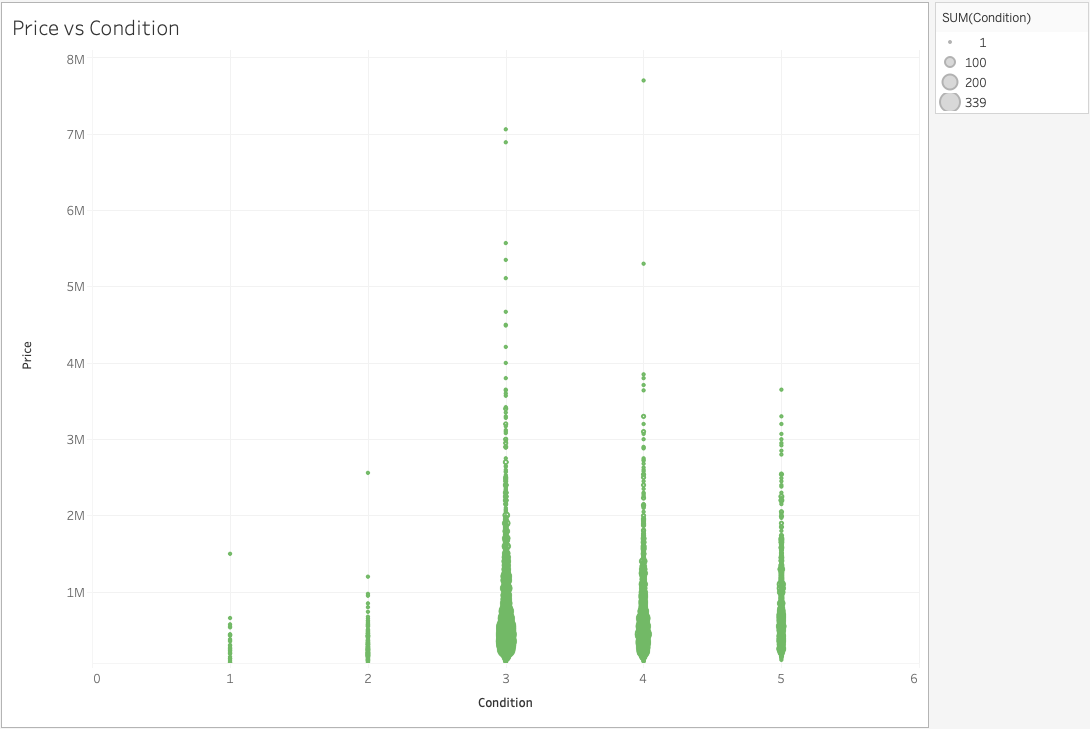 Price vs Condition
8M
7M
6M
5M
4M
3M
2M
1M
Price
0 1 2 3 4 5 6
Condition
SUM(Condition)
1
100
200
339